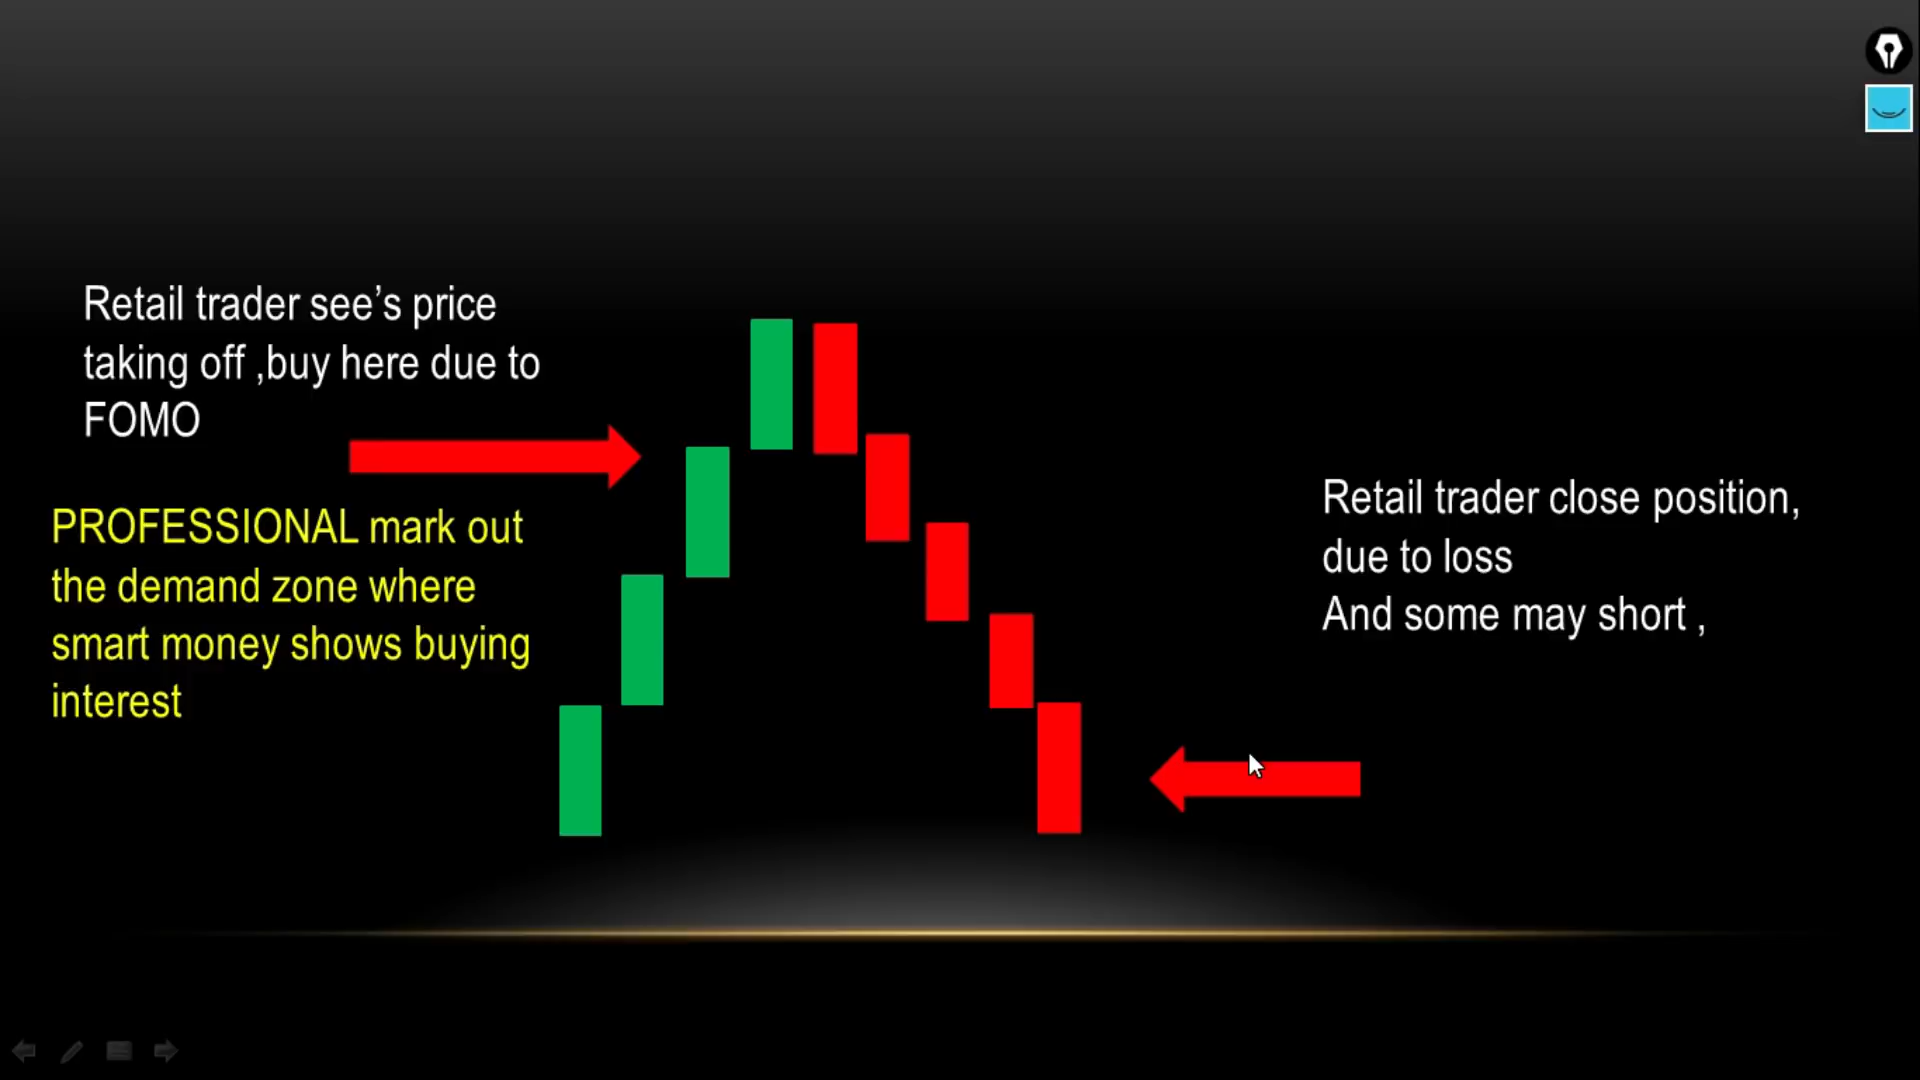 Retail trader see’s price
taking off ,buy here due to
FOMO
PROFESSIONAL mark out
the demand zone where
smart money shows buying
interest
Retail trader close position,
due to loss
And some may short ,